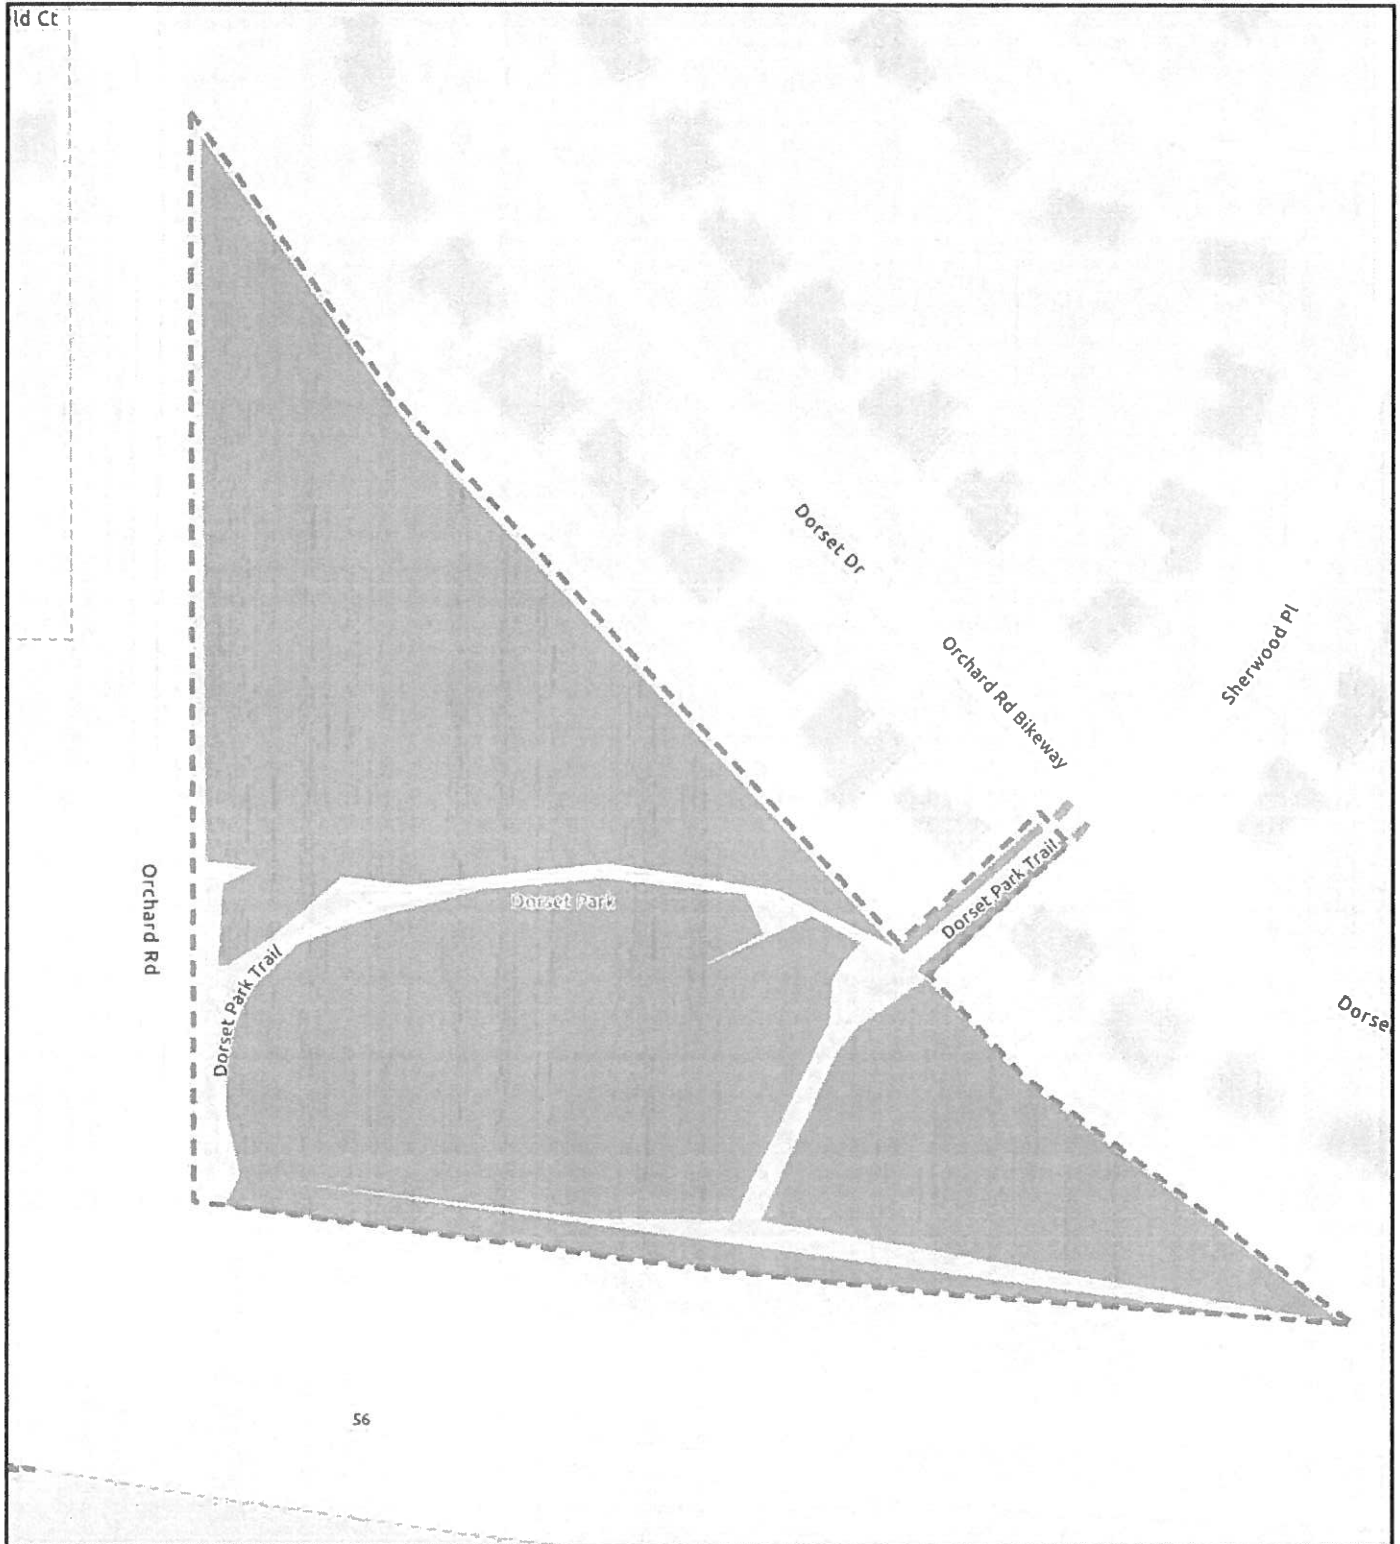 ld Ct
Dorset Dr
Orchard Rd Bikeway
Sherwood Pl
Dorset Park Trail
Orchard Rd
Dorset Park
Dorset Park Trail
Dorse
56